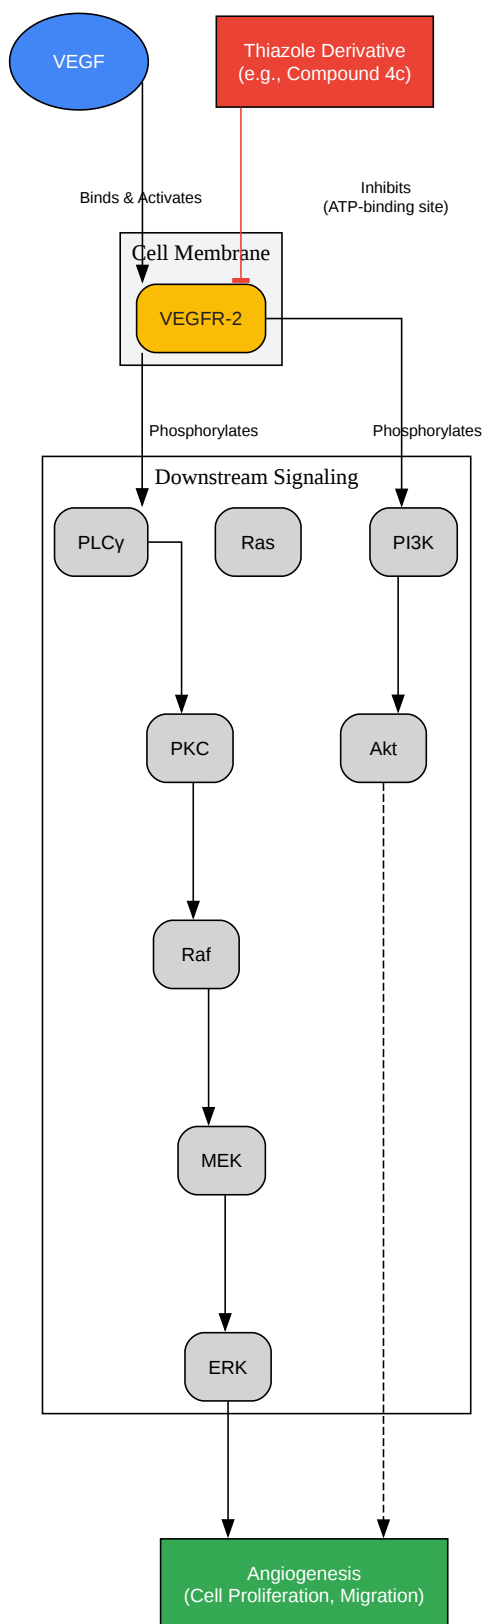 VEGF
Thiazole Derivative
(e.g., Compound 4c)
Binds & Activates
Inhibits
(ATP-binding site)
Cell Membrane
VEGFR-2
Phosphorylates
Phosphorylates
Downstream Signaling
PLCγ
Ras
PI3K
PKC
Akt
Raf
MEK
ERK
Angiogenesis
(Cell Proliferation, Migration)